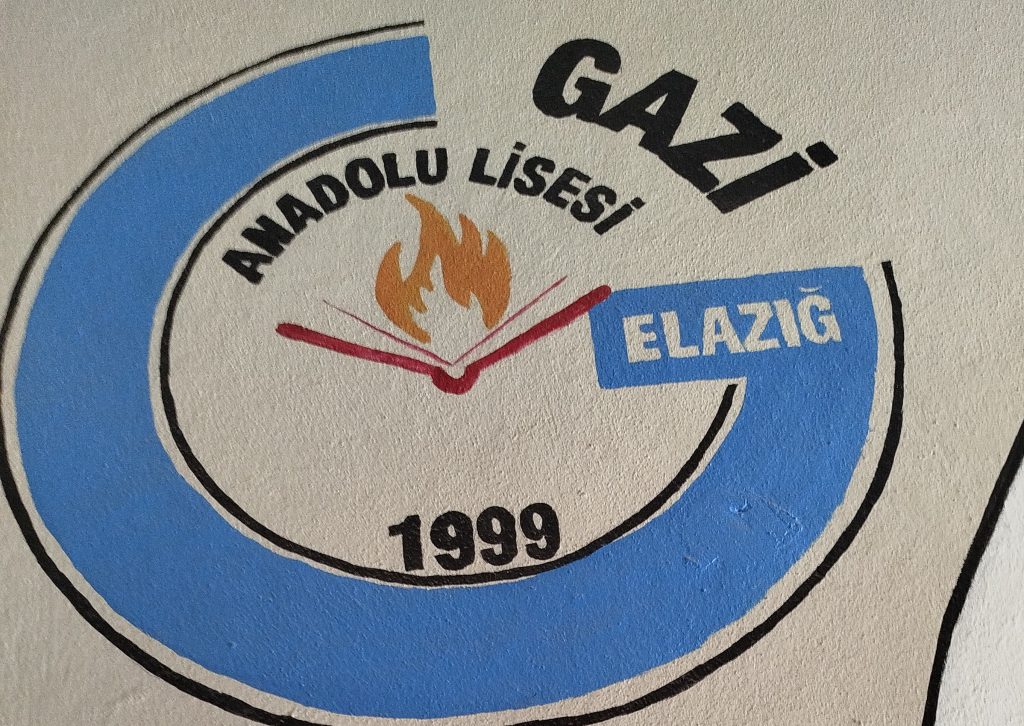 GAZİ
ANADOLU LİSESİ
ELAZIĞ
1999